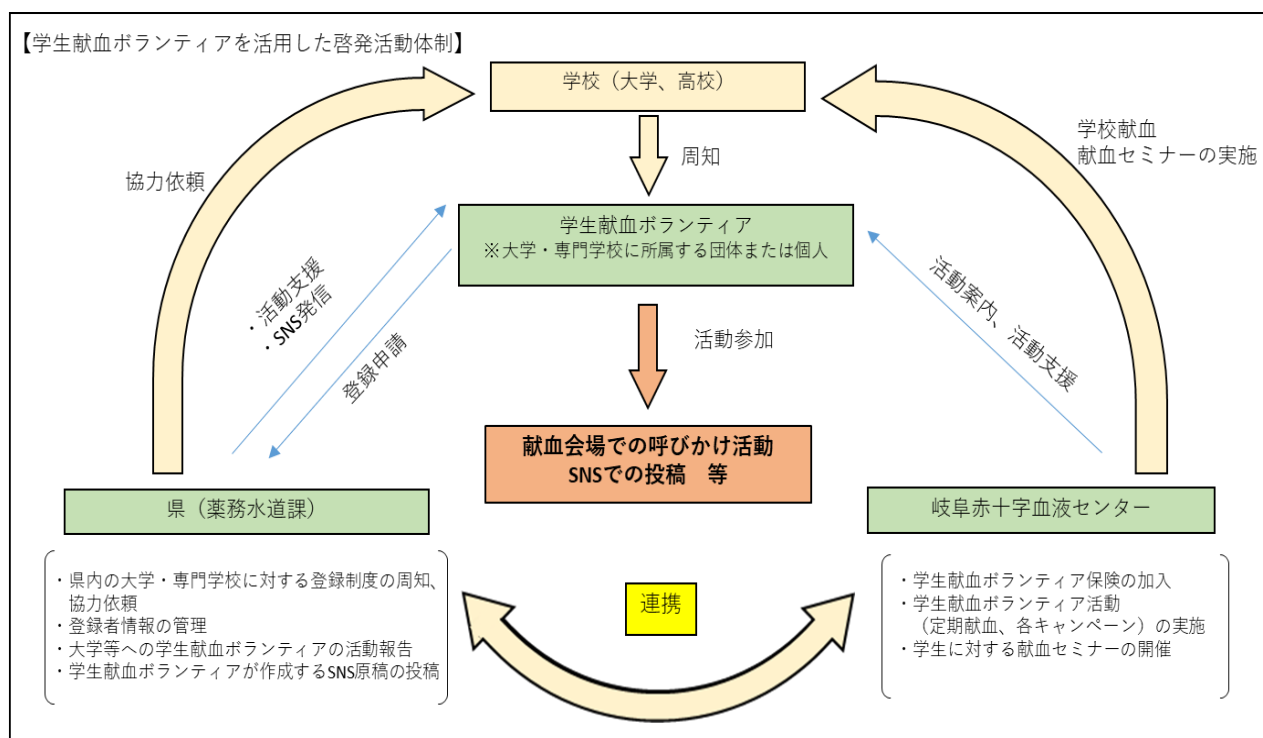 【学生献血ボランティアを活用した啓発活動体制】
学校（大学、高校）
周知
協力依頼
学校献血
献血セミナーの実施
学生献血ボランティア
※大学・専門学校に所属する団体または個人
・活動支援
・SNS発信
登録申請
活動参加
活動案内、活動支援
献血会場での呼びかけ活動
SNSでの投稿　等
県（薬務水道課）
岐阜赤十字血液センター
・県内の大学・専門学校に対する登録制度の周知、
協力依頼
・登録者情報の管理
・大学等への学生献血ボランティアの活動報告
・学生献血ボランティアが作成するSNS原稿の投稿
連携
・学生献血ボランティア保険の加入
・学生献血ボランティア活動
（定期献血、各キャンペーン）の実施
・学生に対する献血セミナーの開催